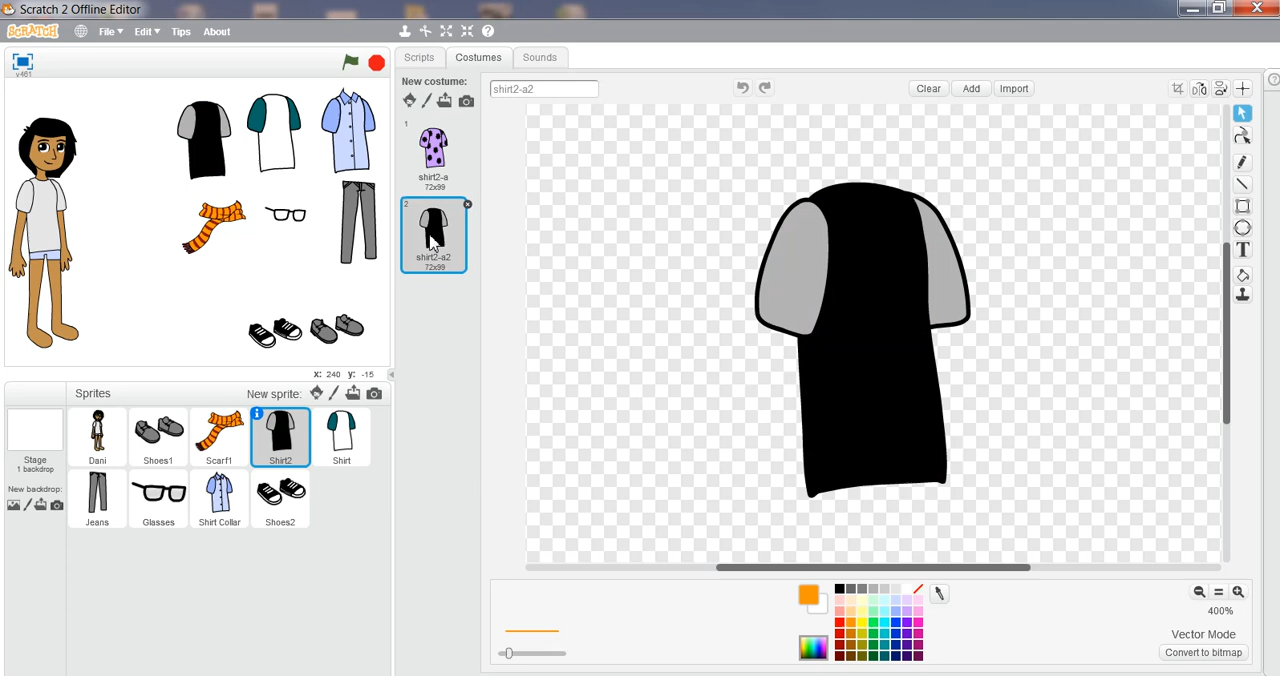 Scratch 2 Offline Editor
SCRATCH File Edit Tips About
v461
Scripts Costumes Sounds
New costume:
shirt2-a2
Clear Add Import
1
shirt2-a
72x99
2
shirt2-a2
72x99
T
x: 240 y: -15
Sprites New sprite:
Stage
1 backdrop
New backdrop:
Dani Shoes1 Scarf1 Shirt2 Shirt
Jeans Glasses Shirt Collar Shoes2
400%
Vector Mode
Convert to bitmap